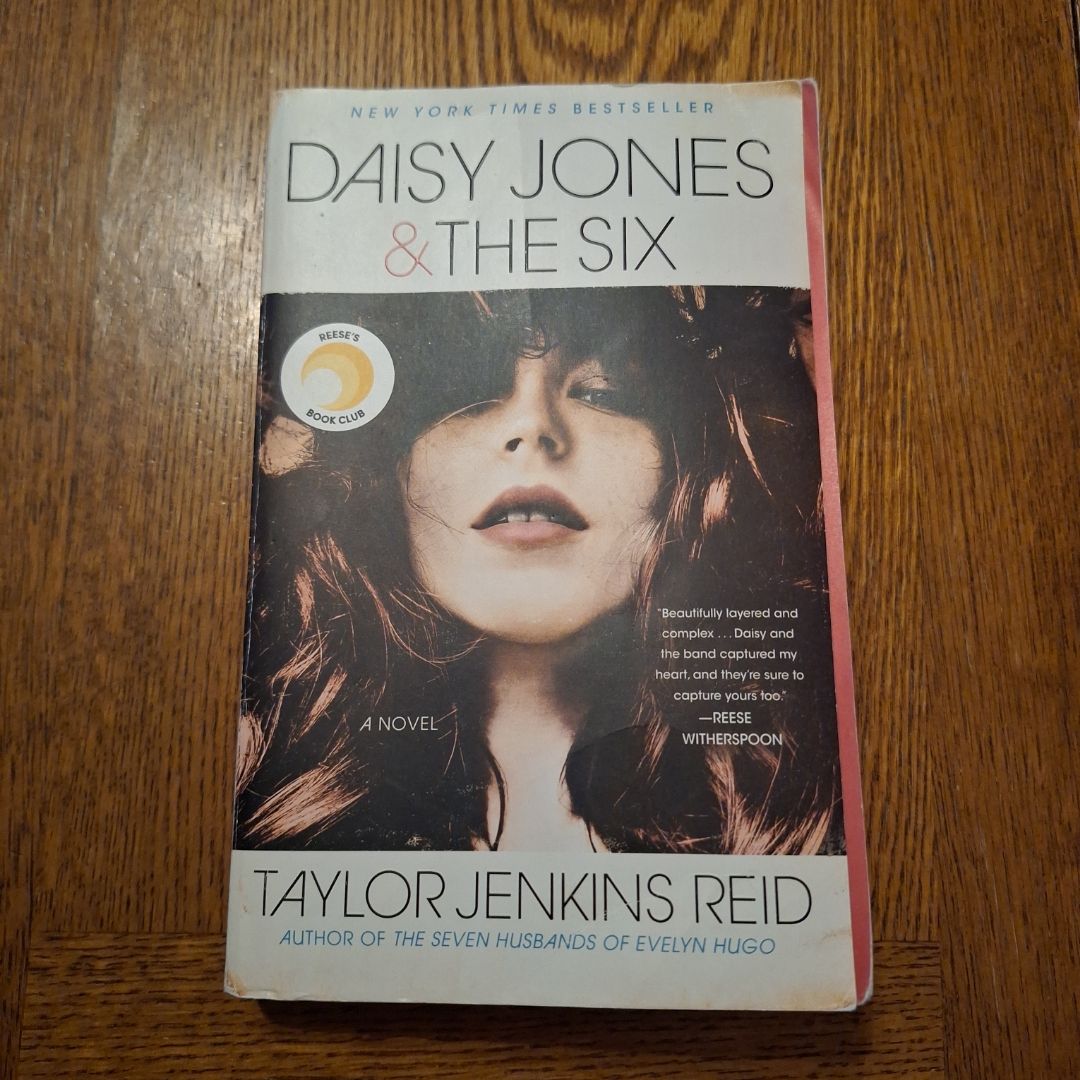 NEW YORK TIMES BESTSELLER
DAISY JONES
& THE SIX
REESE'S
BOOK CLUB
"Beautifully layered and
complex . . . Daisy and
the band captured my
heart, and they're sure to
capture yours too."
—REESE
WITHERSPOON
A NOVEL
TAYLOR JENKINS REID
AUTHOR OF THE SEVEN HUSBANDS OF EVELYN HUGO